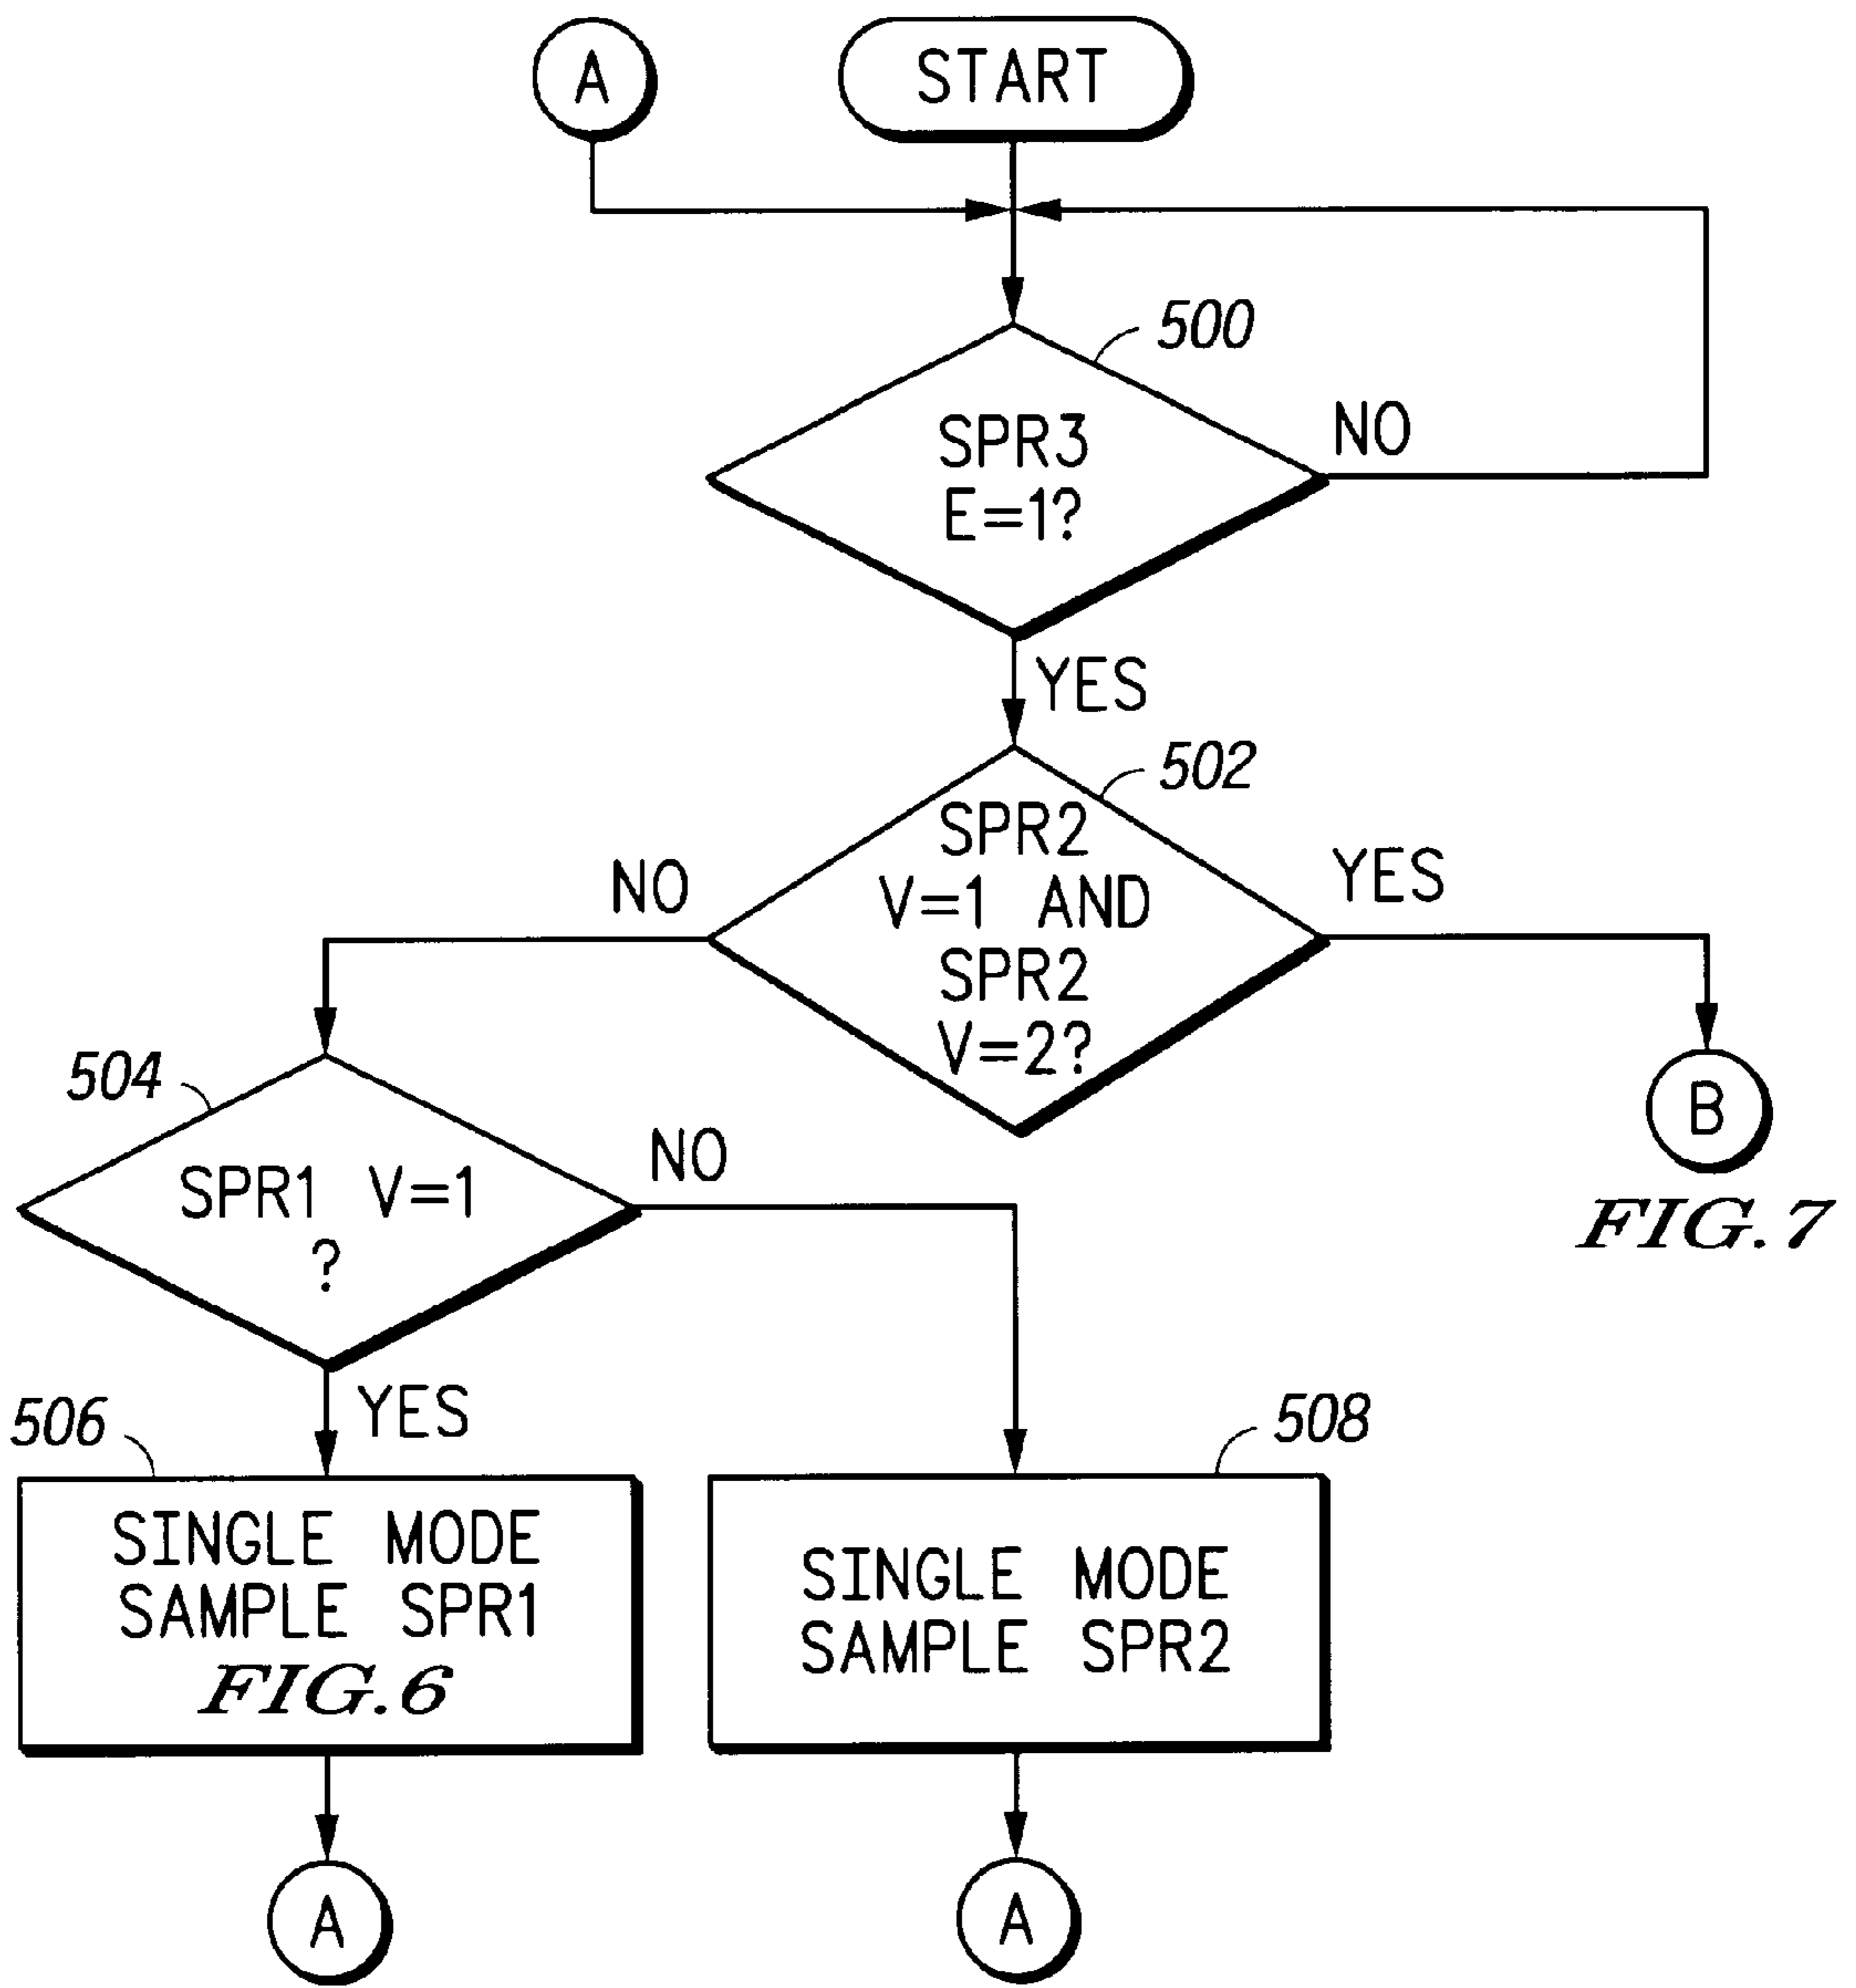 A
START
500
SPR3
E=1?
NO
YES
502
SPR2
V=1 AND
SPR2
V=2?
NO
YES
B
FIG.7
504
SPR1 V=1
?
NO
YES
506
SINGLE MODE
SAMPLE SPR1
FIG.6
508
SINGLE MODE
SAMPLE SPR2
A
A